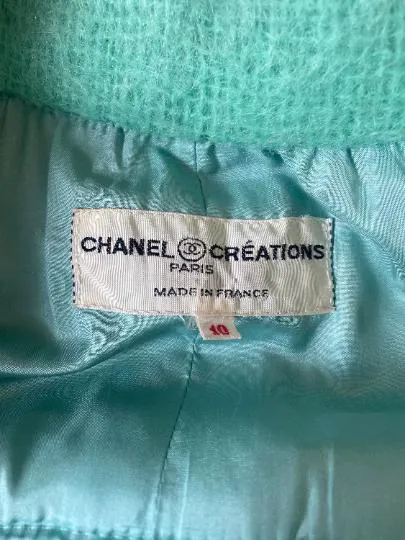 CHANEL CRÉATIONS
PARIS
MADE IN FRANCE
10